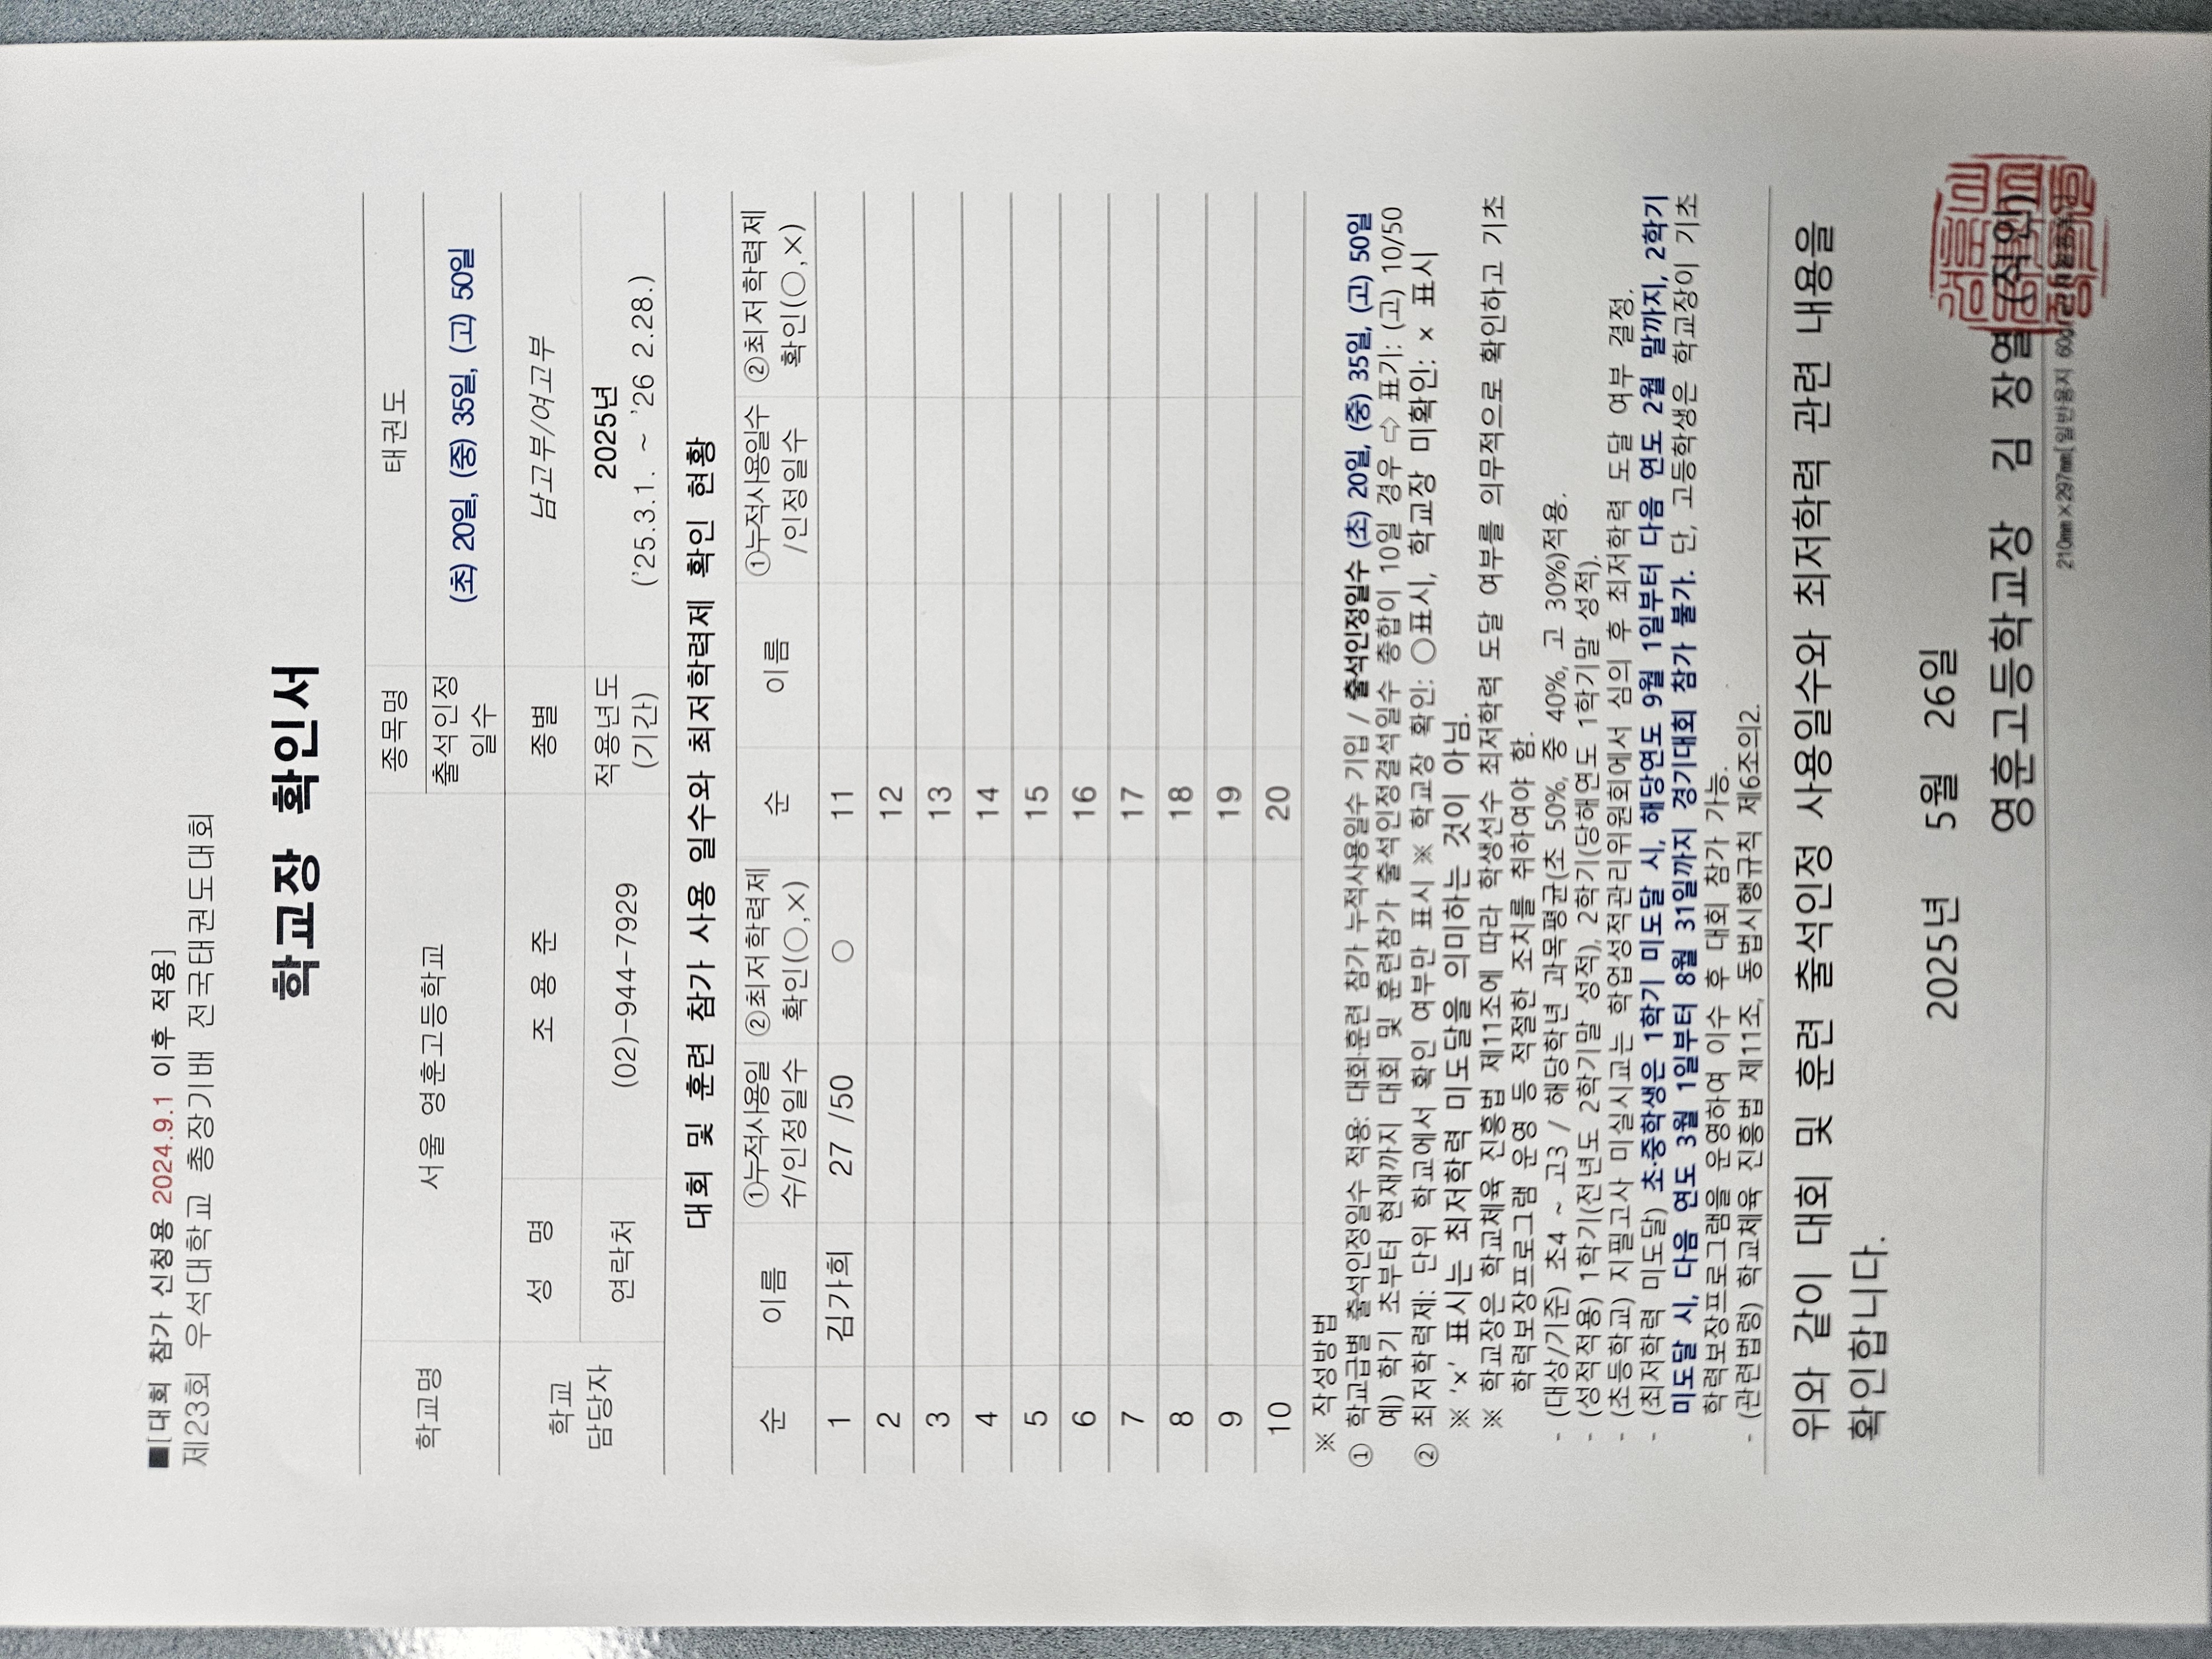 ■[대회 참가 신청용 2024.9.1 이후 적용]
제23회 우석대학교 총장기배 전국태권도대회
학교장 확인서
학교명 서울 영훈고등학교 종목명 태권도
출석인정 일수 (초) 20일, (중) 35일, (고) 50일
학교 담당자 성 명 조 용 준 종별 남고부/여고부
연락처 (02)-944-7929 적용년도 (기간) 2025년 ('25.3.1. ~ '26 2.28.)
대회 및 훈련 참가 사용 일수와 최저학력제 확인 현황
순 이름 ①누적사용일수/인정일수 ②최저학력제 확인(○,×) 순 이름 ①누적사용일수/인정일수 ②최저학력제 확인(○,×)
1 김가희 27 /50 ○ 11
2 12
3 13
4 14
5 15
6 16
7 17
8 18
9 19
10 20
※ 작성방법
① 학교급별 출석인정일수 적용: 대회·훈련 참가 누적사용일수 기입 / 출석인정일수 (초) 20일, (중) 35일, (고) 50일
예) 학기 초부터 현재까지 대회 및 훈련참가 출석인정결석일수 종합이 10일 경우 ⇨ 표기: (고) 10/50
② 최저학력제: 단위 학교에서 확인 여부만 표시 ※ 학교장 확인: ○표시, 학교장 미확인: × 표시
※ '×' 표시는 최저학력 미도달을 의미하는 것이 아님.
※ 학교장은 학교체육 진흥법 제11조에 따라 학생선수 최저학력 도달 여부를 의무적으로 확인하고 기초
학력보장프로그램 운영 등 적절한 조치를 취하여야 함.
- (대상/기준) 초4 ~ 고3 / 해당학년 과목평균(초 50%, 중 40%, 고 30%)적용.
- (성적적용) 1학기(전년도 2학기말 성적), 2학기(당해연도 1학기말 성적).
- (초등학교) 지필고사 미실시교는 학업성적관리위원회에서 심의 후 최저학력 도달 여부 결정.
- (최저학력 미도달) 초·중학생은 1학기 미도달 시, 해당연도 9월 1일부터 다음 연도 2월 말까지, 2학기
미도달 시, 다음 연도 3월 1일부터 8월 31일까지 경기대회 참가 불가. 단, 고등학생은 학교장이 기초
학력보장프로그램을 운영하여 이수 후 대회 참가 가능.
- (관련법령) 학교체육 진흥법 제11조, 동법시행규칙 제6조의2.
위와 같이 대회 및 훈련 출석인정 사용일수와 최저학력 관련 내용을
확인합니다.
2025년 5월 26일
영훈고등학교장 김 장열 (직인)
210㎜×297㎜[일반용지 60g/